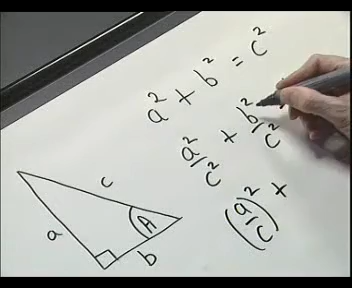 a² + b² = c²
a²/c² + b²/c²
(a/c)² +
c
a
A
b